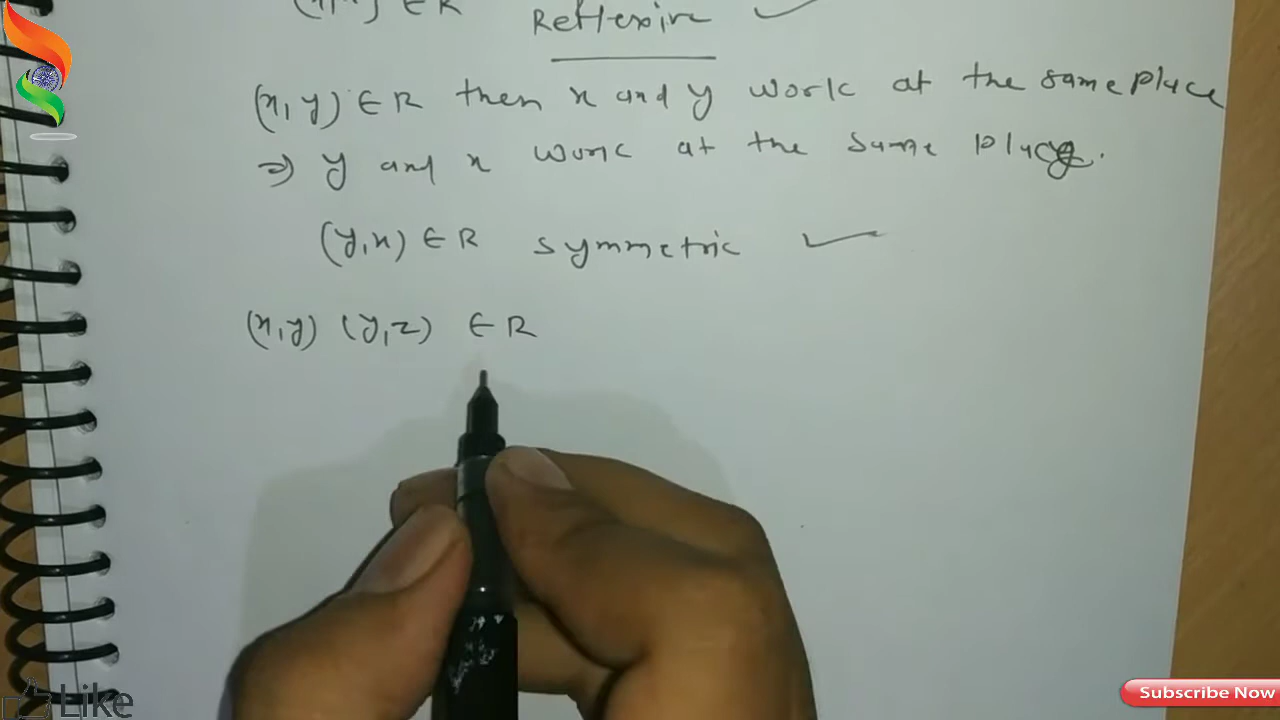 (x,x) ∈ R Reflexive ✓
(x, y) ∈ R then x and y work at the same place
⇒ y and x work at the same place.
(y,x) ∈ R symmetric ✓
(x,y) (y,z) ∈ R
Like
Subscribe Now